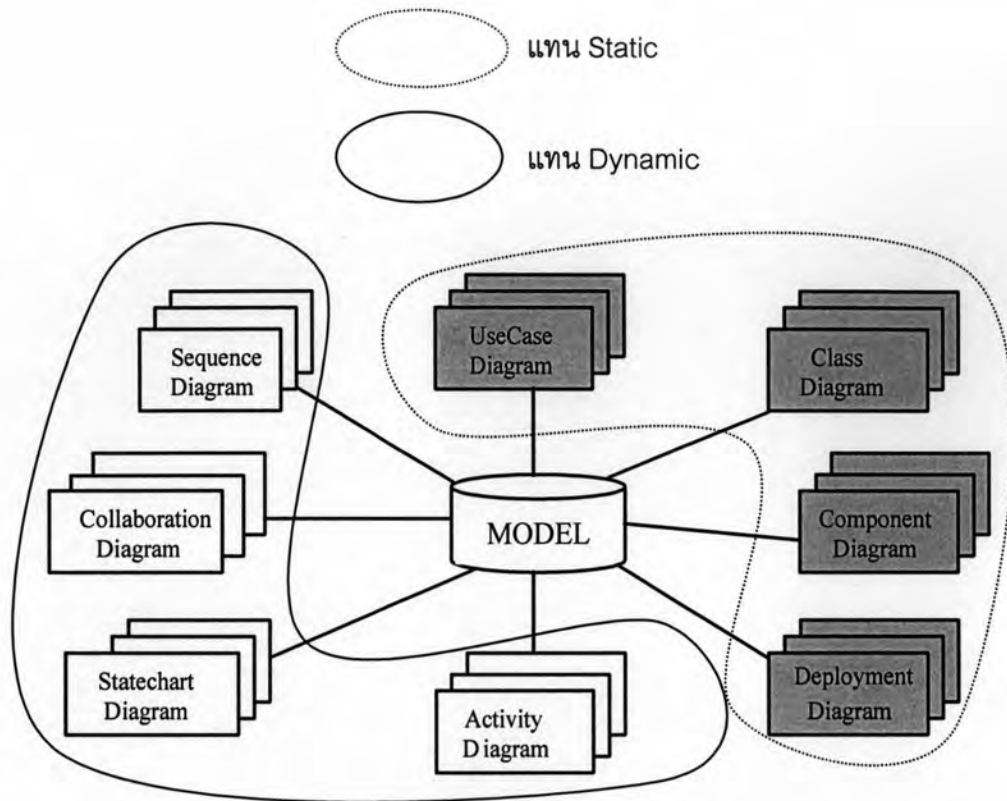 แทน Static
แทน Dynamic
Sequence
Diagram
UseCase
Diagram
Class
Diagram
Collaboration
Diagram
MODEL
Component
Diagram
Statechart
Diagram
Activity
Diagram
Deployment
Diagram